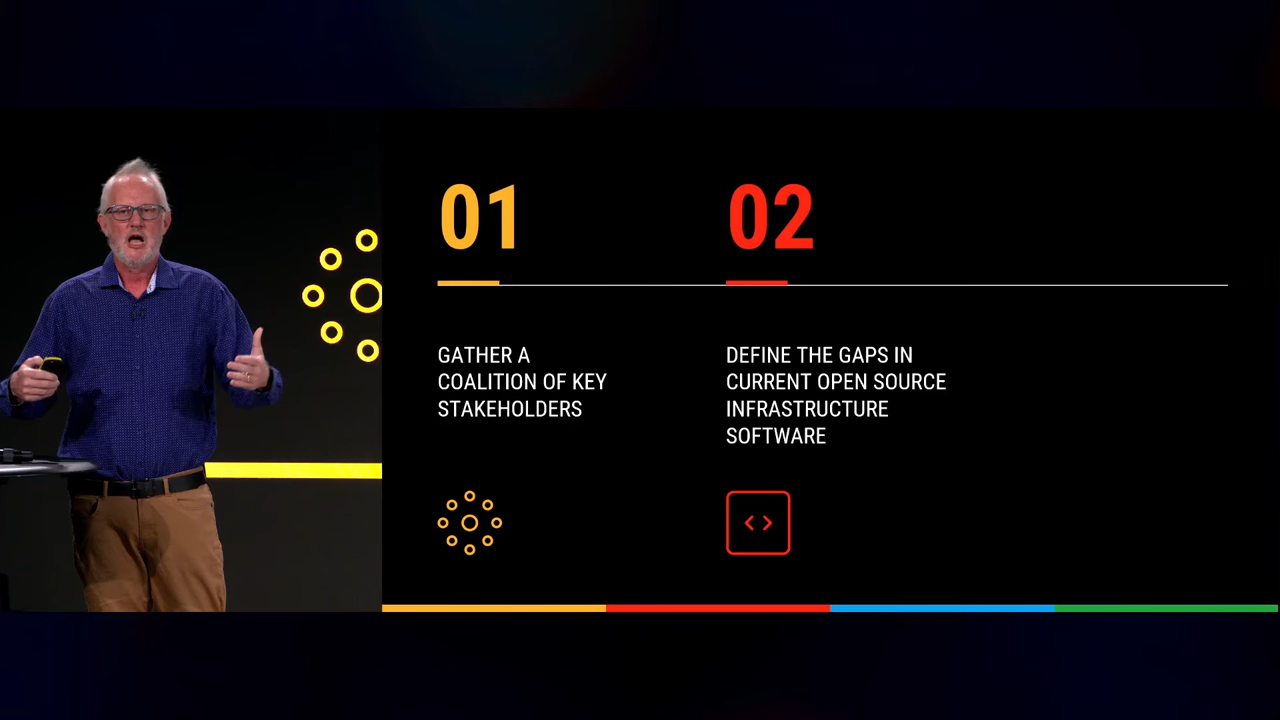 01
GATHER A
COALITION OF KEY
STAKEHOLDERS
02
DEFINE THE GAPS IN
CURRENT OPEN SOURCE
INFRASTRUCTURE
SOFTWARE